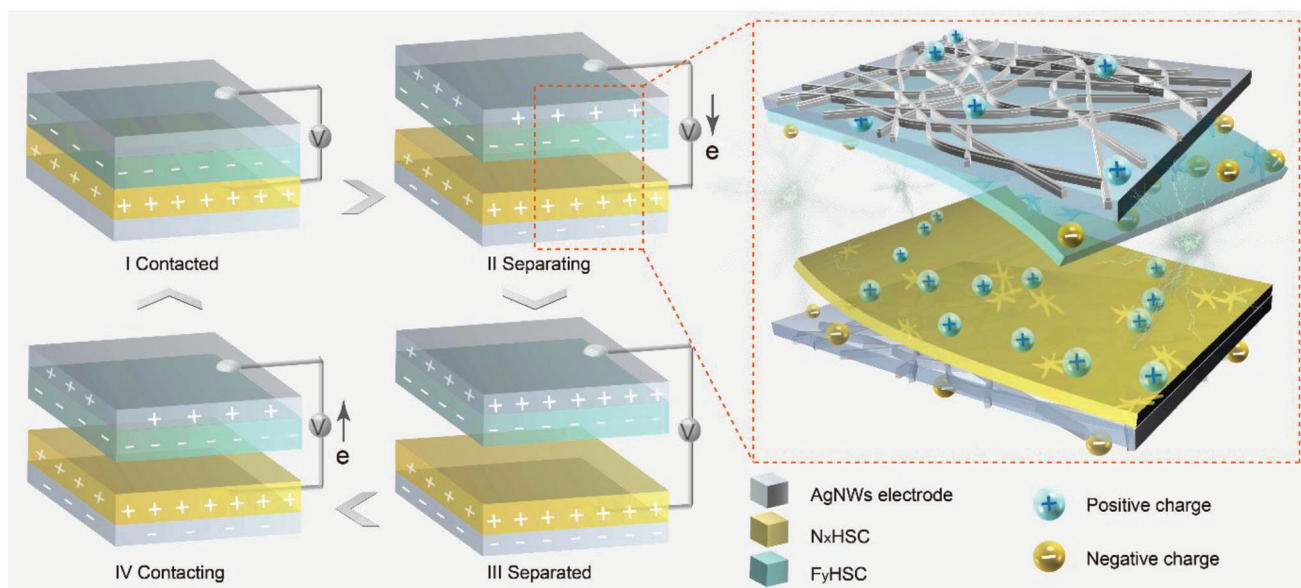 V
e
V
I Contacted
II Separating
V
e
V
IV Contacting
III Separated
AgNWs electrode
NxHSC
FyHSC
Positive charge
Negative charge